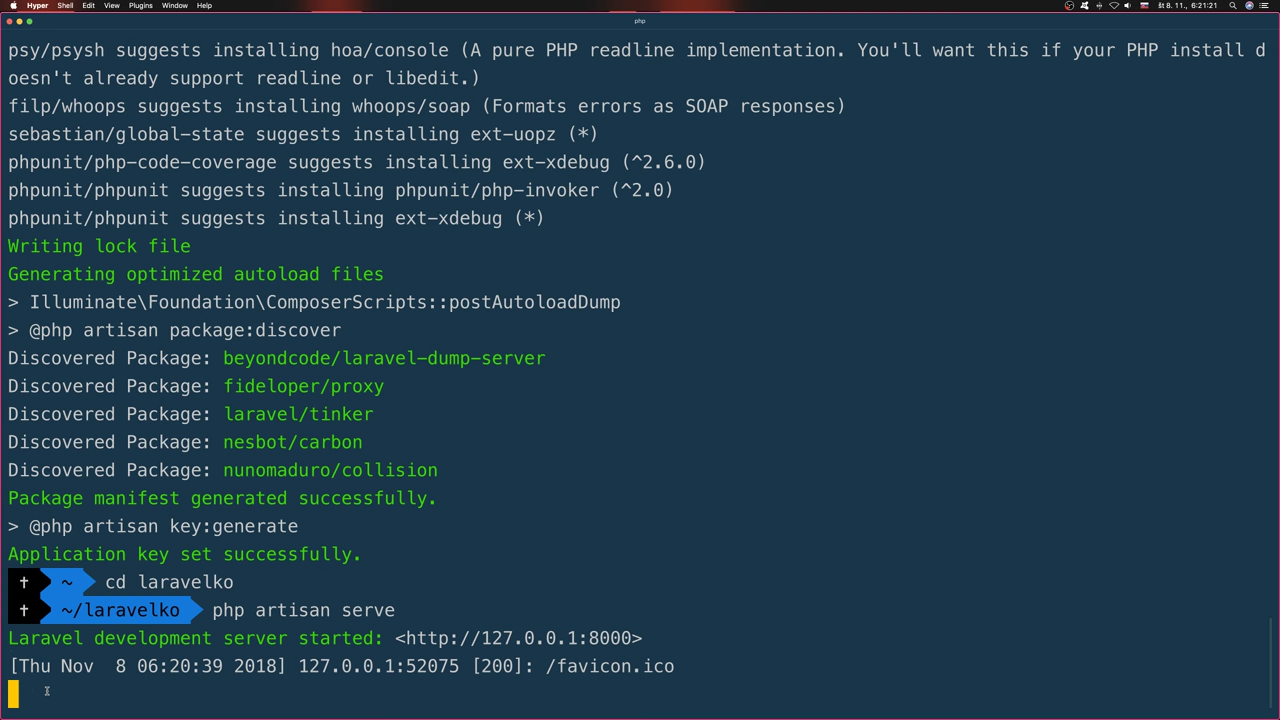 Hyper Shell Edit View Plugins Window Help
št 8. 11., 6:21:21
php
psy/psysh suggests installing hoa/console (A pure PHP readline implementation. You'll want this if your PHP install d
oesn't already support readline or libedit.)
filp/whoops suggests installing whoops/soap (Formats errors as SOAP responses)
sebastian/global-state suggests installing ext-uopz (*)
phpunit/php-code-coverage suggests installing ext-xdebug (^2.6.0)
phpunit/phpunit suggests installing phpunit/php-invoker (^2.0)
phpunit/phpunit suggests installing ext-xdebug (*)
Writing lock file
Generating optimized autoload files
> Illuminate\Foundation\ComposerScripts::postAutoloadDump
> @php artisan package:discover
Discovered Package: beyondcode/laravel-dump-server
Discovered Package: fideloper/proxy
Discovered Package: laravel/tinker
Discovered Package: nesbot/carbon
Discovered Package: nunomaduro/collision
Package manifest generated successfully.
> @php artisan key:generate
Application key set successfully.
† ~ cd laravelko
† ~/laravelko php artisan serve
Laravel development server started: <http://127.0.0.1:8000>
[Thu Nov  8 06:20:39 2018] 127.0.0.1:52075 [200]: /favicon.ico